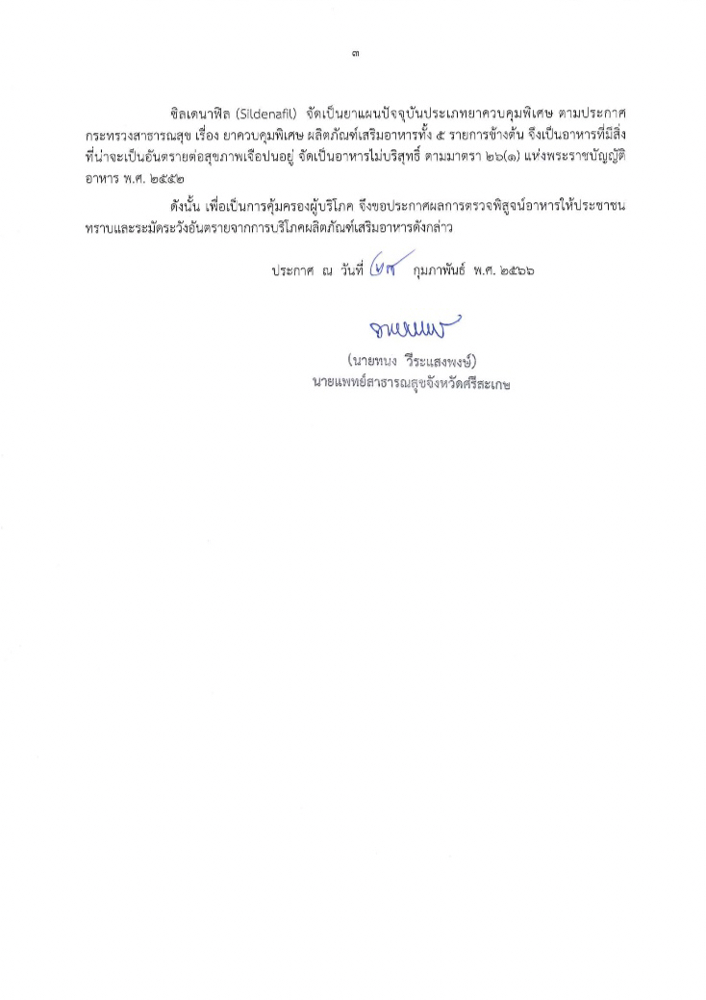 ๓
ซิลเดนาฟิล (Sildenafil) จัดเป็นยาแผนปัจจุบันประเภทยาควบคุมพิเศษ ตามประกาศ
กระทรวงสาธารณสุข เรื่อง ยาควบคุมพิเศษ ผลิตภัณฑ์เสริมอาหารทั้ง ๕ รายการข้างต้น จึงเป็นอาหารที่มีสิ่ง
ที่น่าจะเป็นอันตรายต่อสุขภาพเจือปนอยู่ จัดเป็นอาหารไม่บริสุทธิ์ ตามมาตรา ๒๖(๑) แห่งพระราชบัญญัติ
อาหาร พ.ศ. ๒๕๕๒
ดังนั้น เพื่อเป็นการคุ้มครองผู้บริโภค จึงขอประกาศผลการตรวจพิสูจน์อาหารให้ประชาชน
ทราบและระมัดระวังอันตรายจากการบริโภคผลิตภัณฑ์เสริมอาหารดังกล่าว
ประกาศ ณ วันที่ กุมภาพันธ์ พ.ศ. ๒๕๖๖
(นายทนง วีระแสงพงษ์)
นายแพทย์สาธารณสุขจังหวัดศรีสะเกษ